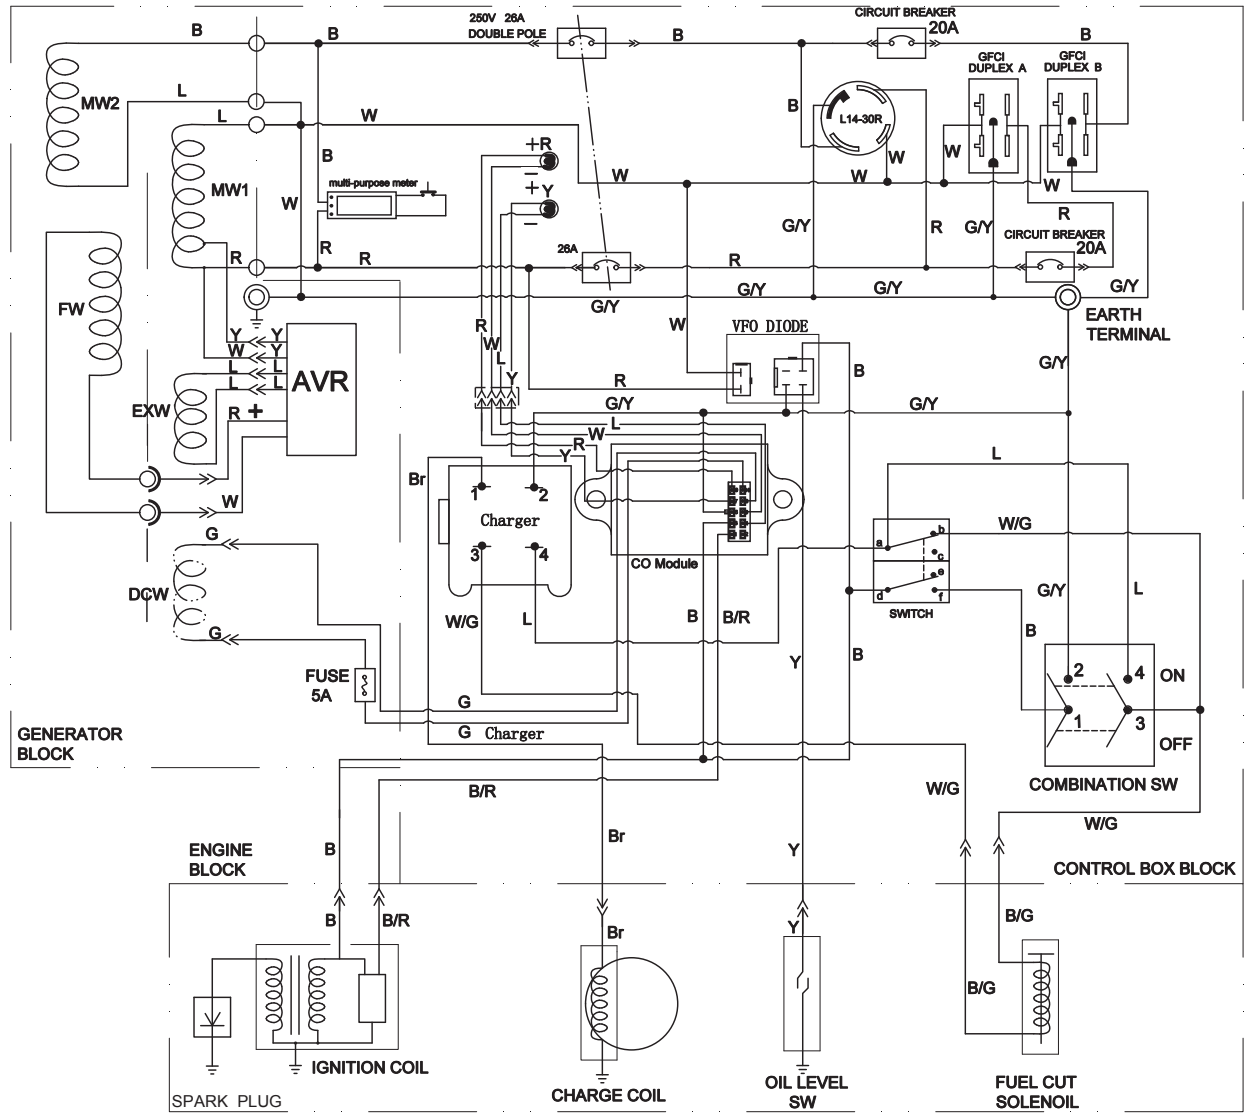 250V 26A
DOUBLE POLE
CIRCUIT BREAKER
20A
B
B
B
B
GFCI
DUPLEX A
GFCI
DUPLEX B
MW2
L
L
W
B
L14-30R
+R
−
+
Y
−
W
W
W
W
W
MW1
B
multi-purpose meter
W
R
G/Y
R
G/Y
R
CIRCUIT BREAKER
20A
R
R
26A
R
G/Y
G/Y
G/Y
G/Y
EARTH
TERMINAL
FW
Y
Y
W
Y
L
L
L
L
AVR
EXW
R +
R
W
L
Y
W
VFO DIODE
R
B
G/Y
G/Y
G/Y
L
W
R
Y
L
Br
1
2
Charger
3
4
W
G
CO Module
a
b
c
d
e
f
SWITCH
W/G
DCW
G
W/G
L
B
B/R
G/Y
L
B
Y
B
FUSE
5A
2
4
ON
1
3
OFF
G
G Charger
GENERATOR
BLOCK
COMBINATION SW
B/R
W/G
W/G
ENGINE
BLOCK
B
Br
Y
CONTROL BOX BLOCK
B
B/R
Br
Y
B/G
B/G
IGNITION COIL
CHARGE COIL
OIL LEVEL
SW
FUEL CUT
SOLENOIL
SPARK PLUG